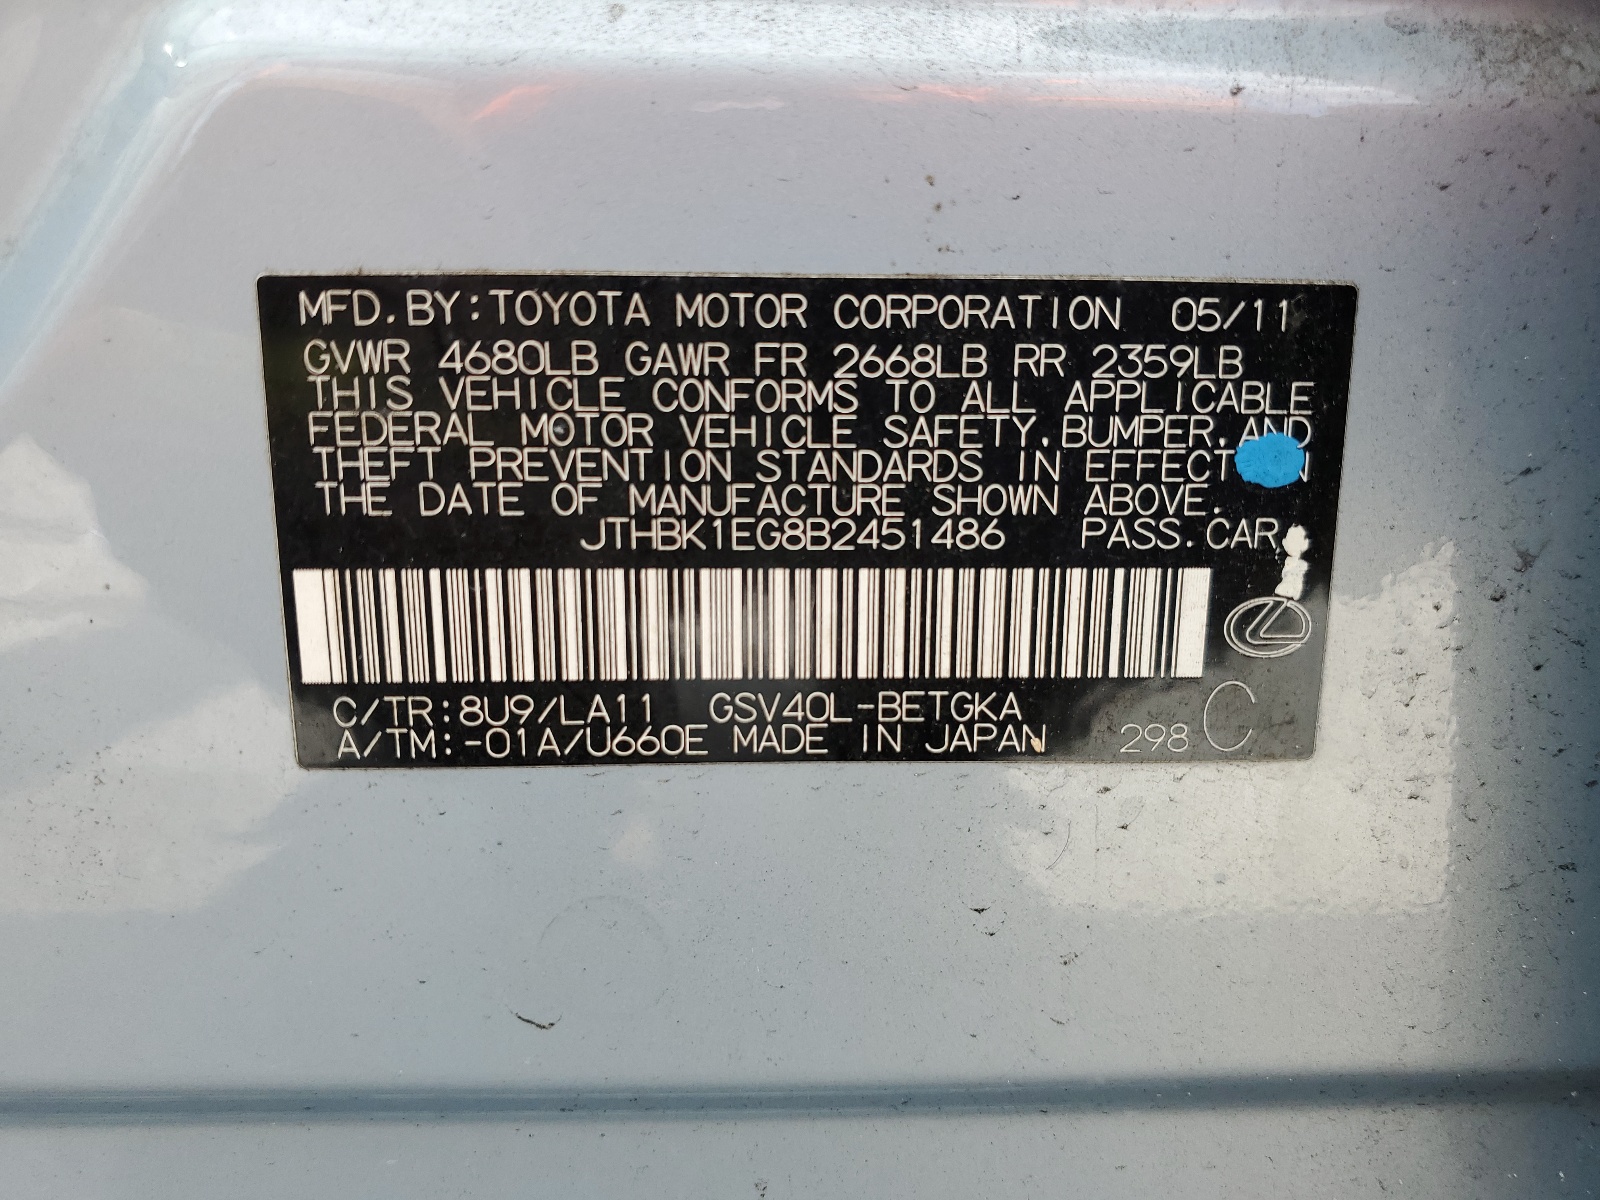 MFD. BY: TOYOTA MOTOR CORPORATION 05/11
GVWR 4680LB GAWR FR 2668LB RR 2359LB
THIS VEHICLE CONFORMS TO ALL APPLICABLE
FEDERAL MOTOR VEHICLE SAFETY, BUMPER, AND
THEFT PREVENTION STANDARDS IN EFFECT
THE DATE OF MANUFACTURE SHOWN ABOVE.
JTHBK1EG8B2451486 PASS. CAR
C/TR: 8U9/LA11 GSV40L-BETGKA
A/TM: -01A/U660E MADE IN JAPAN 298 C